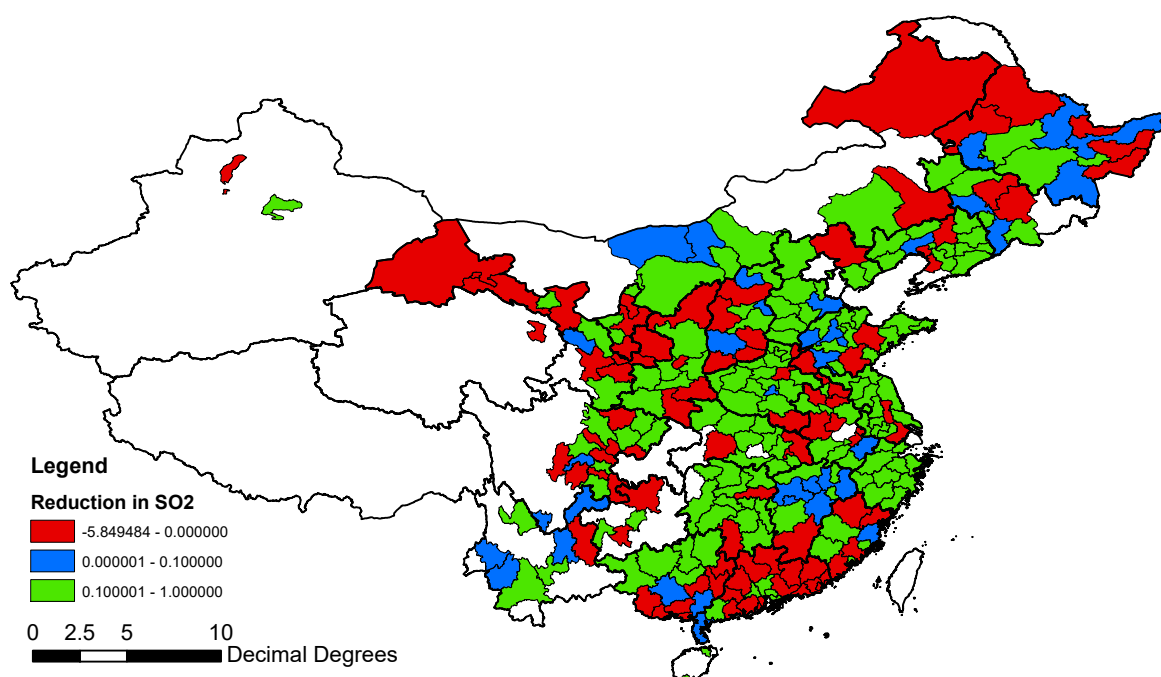 Legend
Reduction in SO2
-5.849484 - 0.000000
0.000001 - 0.100000
0.100001 - 1.000000
0 2.5 5 10
Decimal Degrees